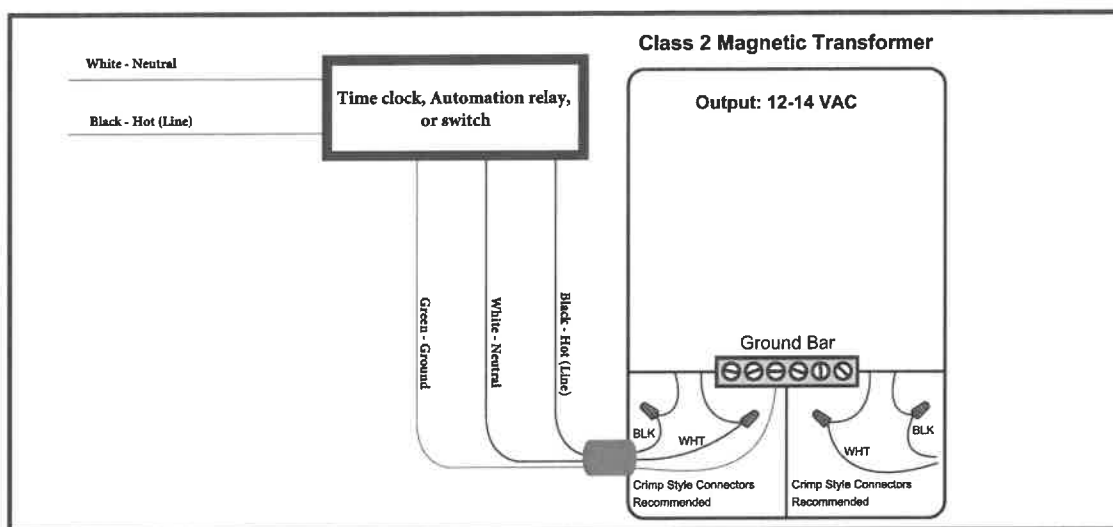 Class 2 Magnetic Transformer
White - Neutral
Time clock, Automation relay,
or switch
Output: 12-14 VAC
Black - Hot (Line)
Green - Ground
White - Neutral
Black - Hot (Line)
Ground Bar
BLK
WHT
WHT
BLK
Crimp Style Connectors
Recommended
Crimp Style Connectors
Recommended